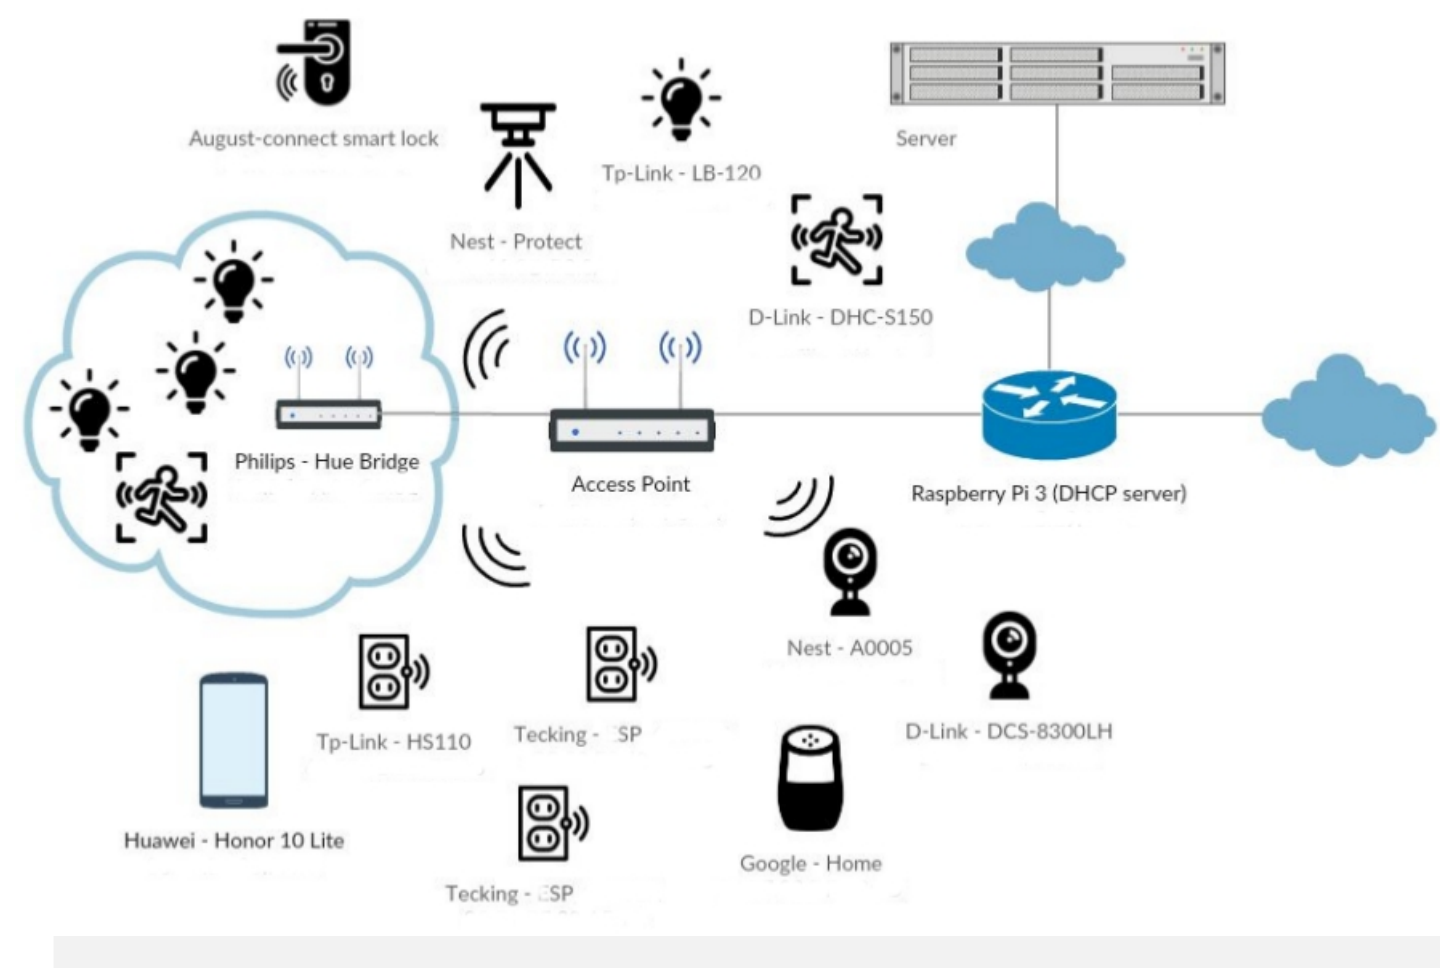 August-connect smart lock
Tp-Link - LB-120
Server
Nest - Protect
D-Link - DHC-S150
Philips - Hue Bridge
Access Point
Raspberry Pi 3 (DHCP server)
Nest - A0005
Tp-Link - HS110
Tecking - SP
D-Link - DCS-8300LH
Huawei - Honor 10 Lite
Google - Home
Tecking - ESP